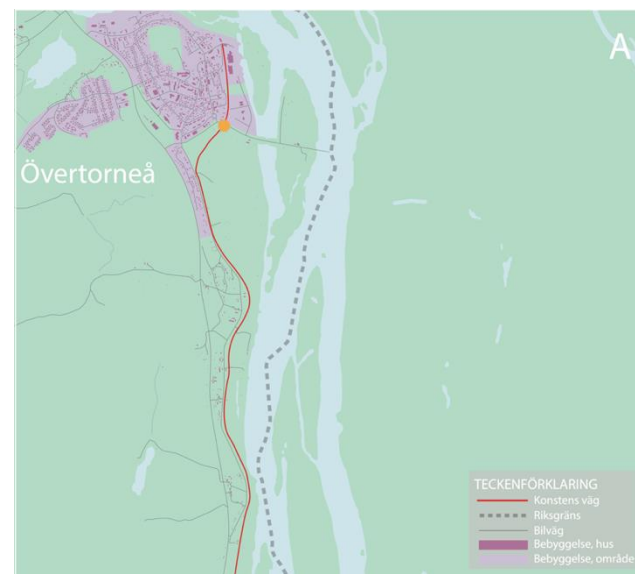 A
Övertorneå
TECKENFÖRKLARING
Konstens väg
Riksgräns
Bilväg
Bebyggelse, hus
Bebyggelse, område